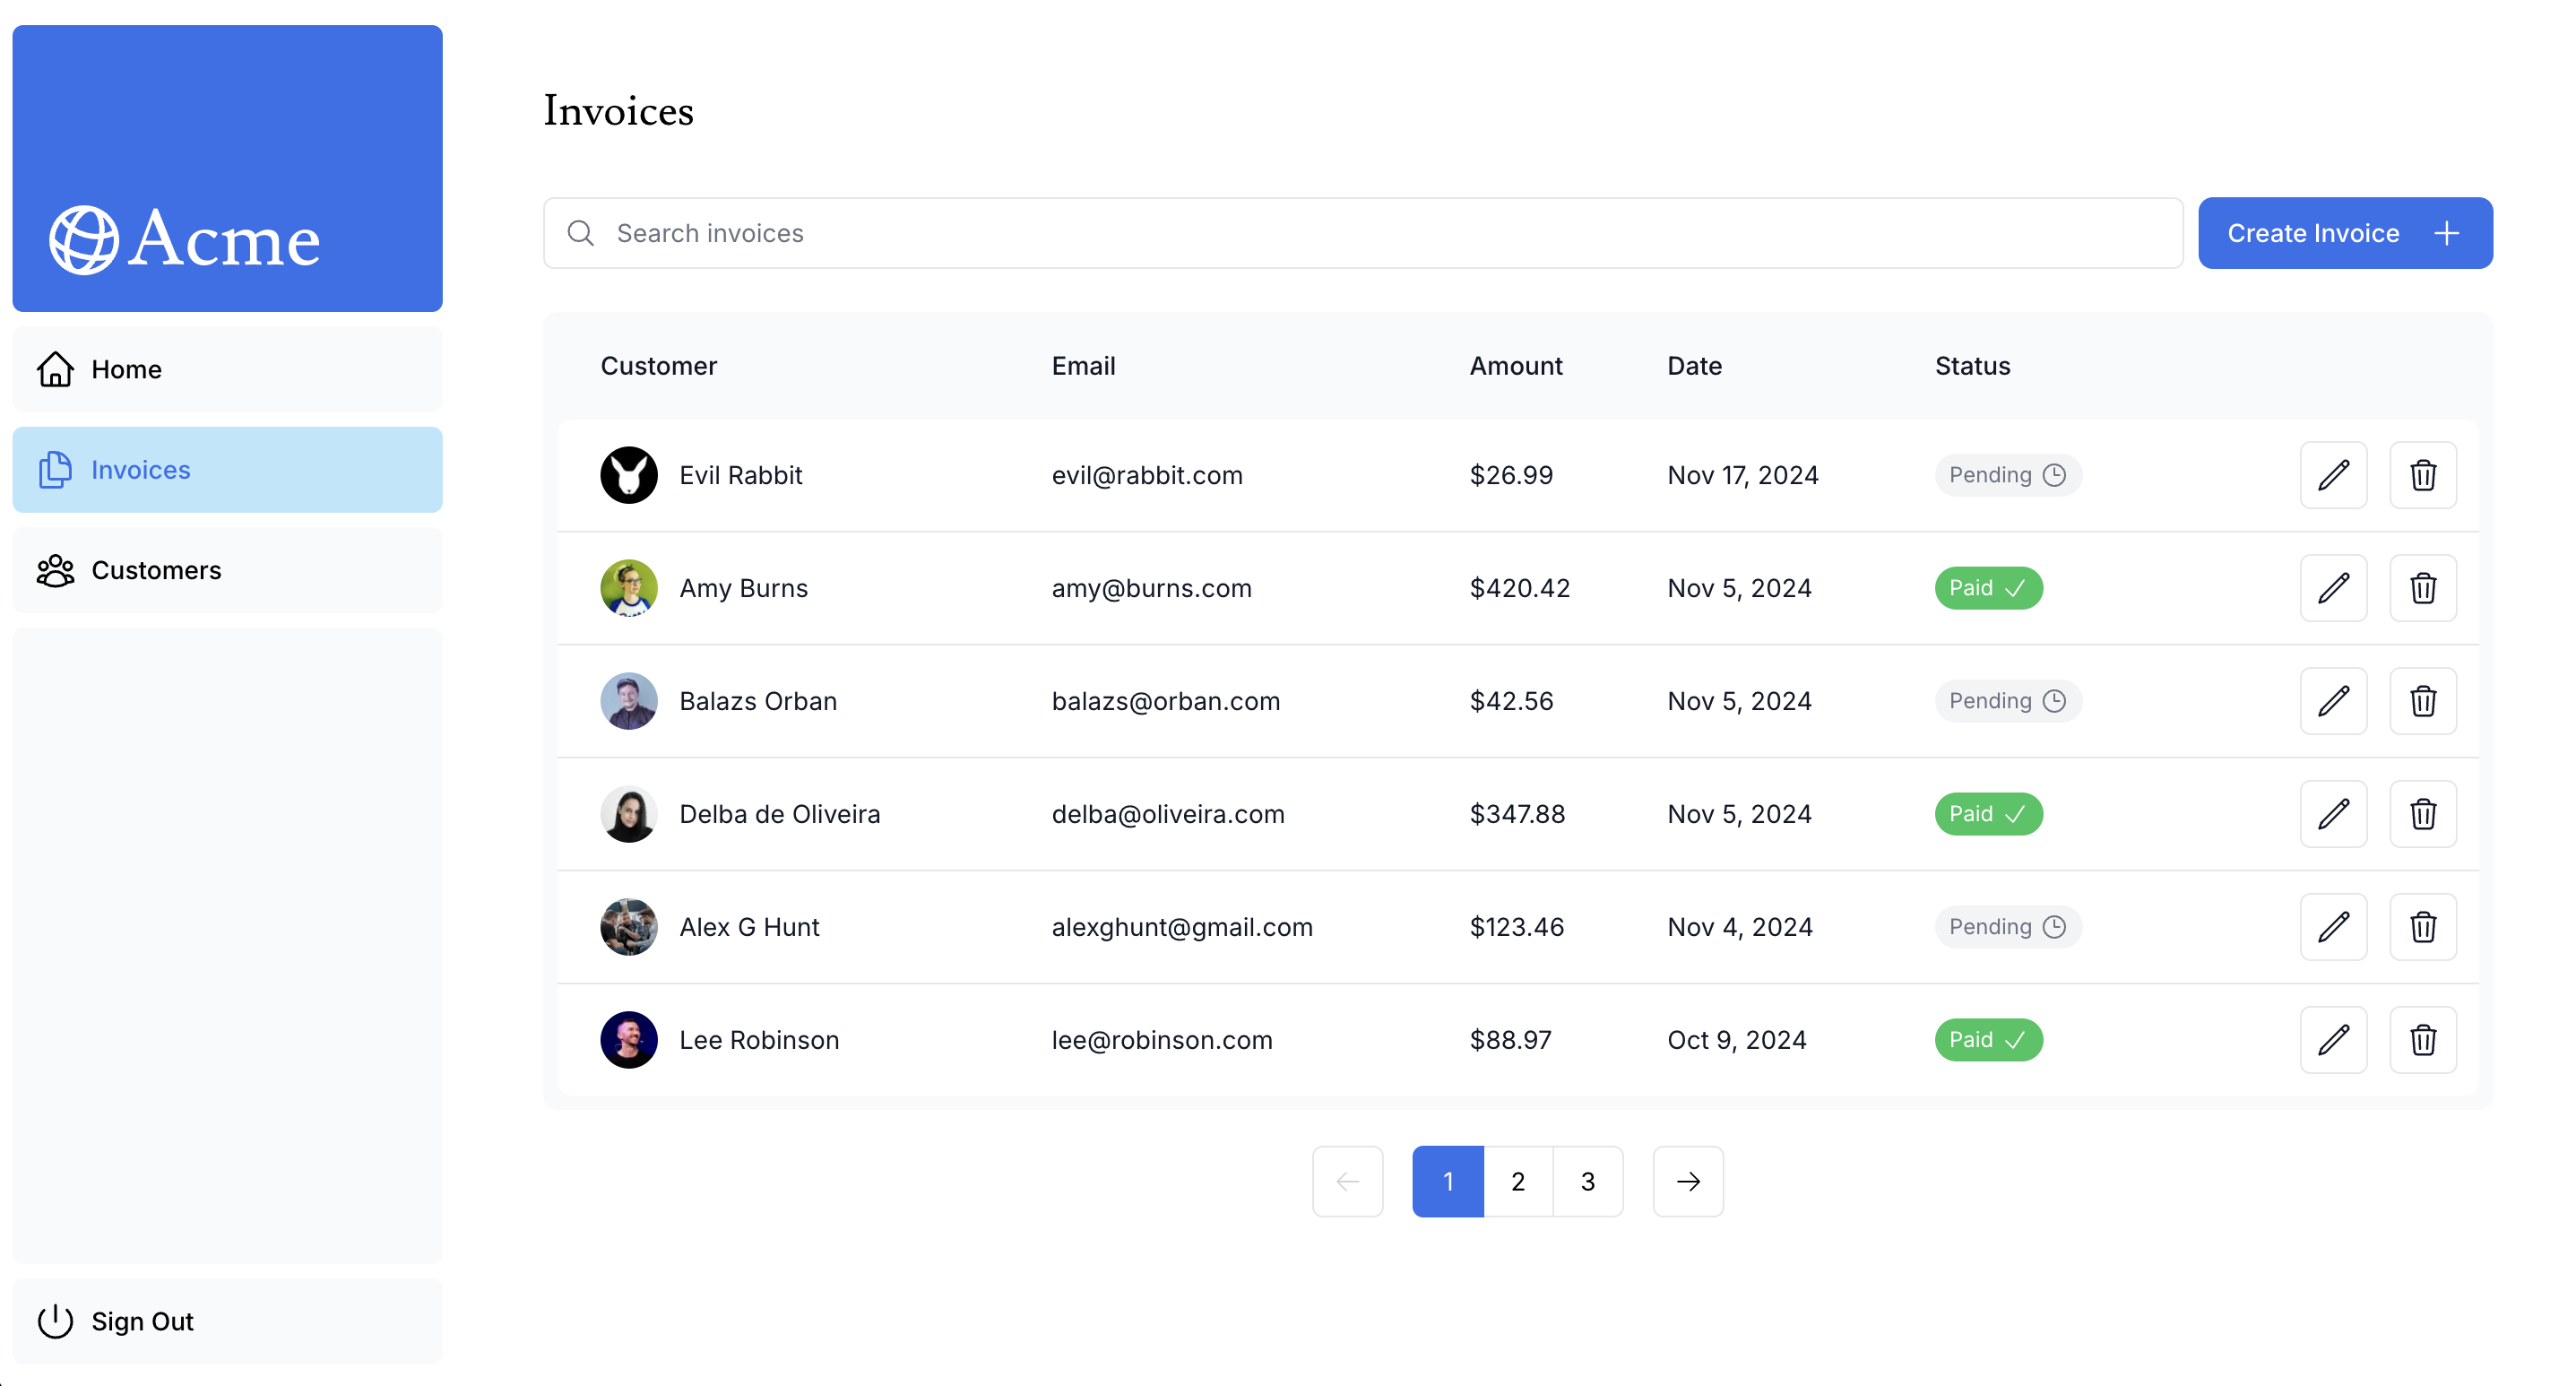 Acme
Home
Invoices
Customers
Sign Out
Invoices
Search invoices
Create Invoice
Customer Email Amount Date Status
Evil Rabbit evil@rabbit.com $26.99 Nov 17, 2024 Pending
Amy Burns amy@burns.com $420.42 Nov 5, 2024 Paid
Balazs Orban balazs@orban.com $42.56 Nov 5, 2024 Pending
Delba de Oliveira delba@oliveira.com $347.88 Nov 5, 2024 Paid
Alex G Hunt alexghunt@gmail.com $123.46 Nov 4, 2024 Pending
Lee Robinson lee@robinson.com $88.97 Oct 9, 2024 Paid
1 2 3